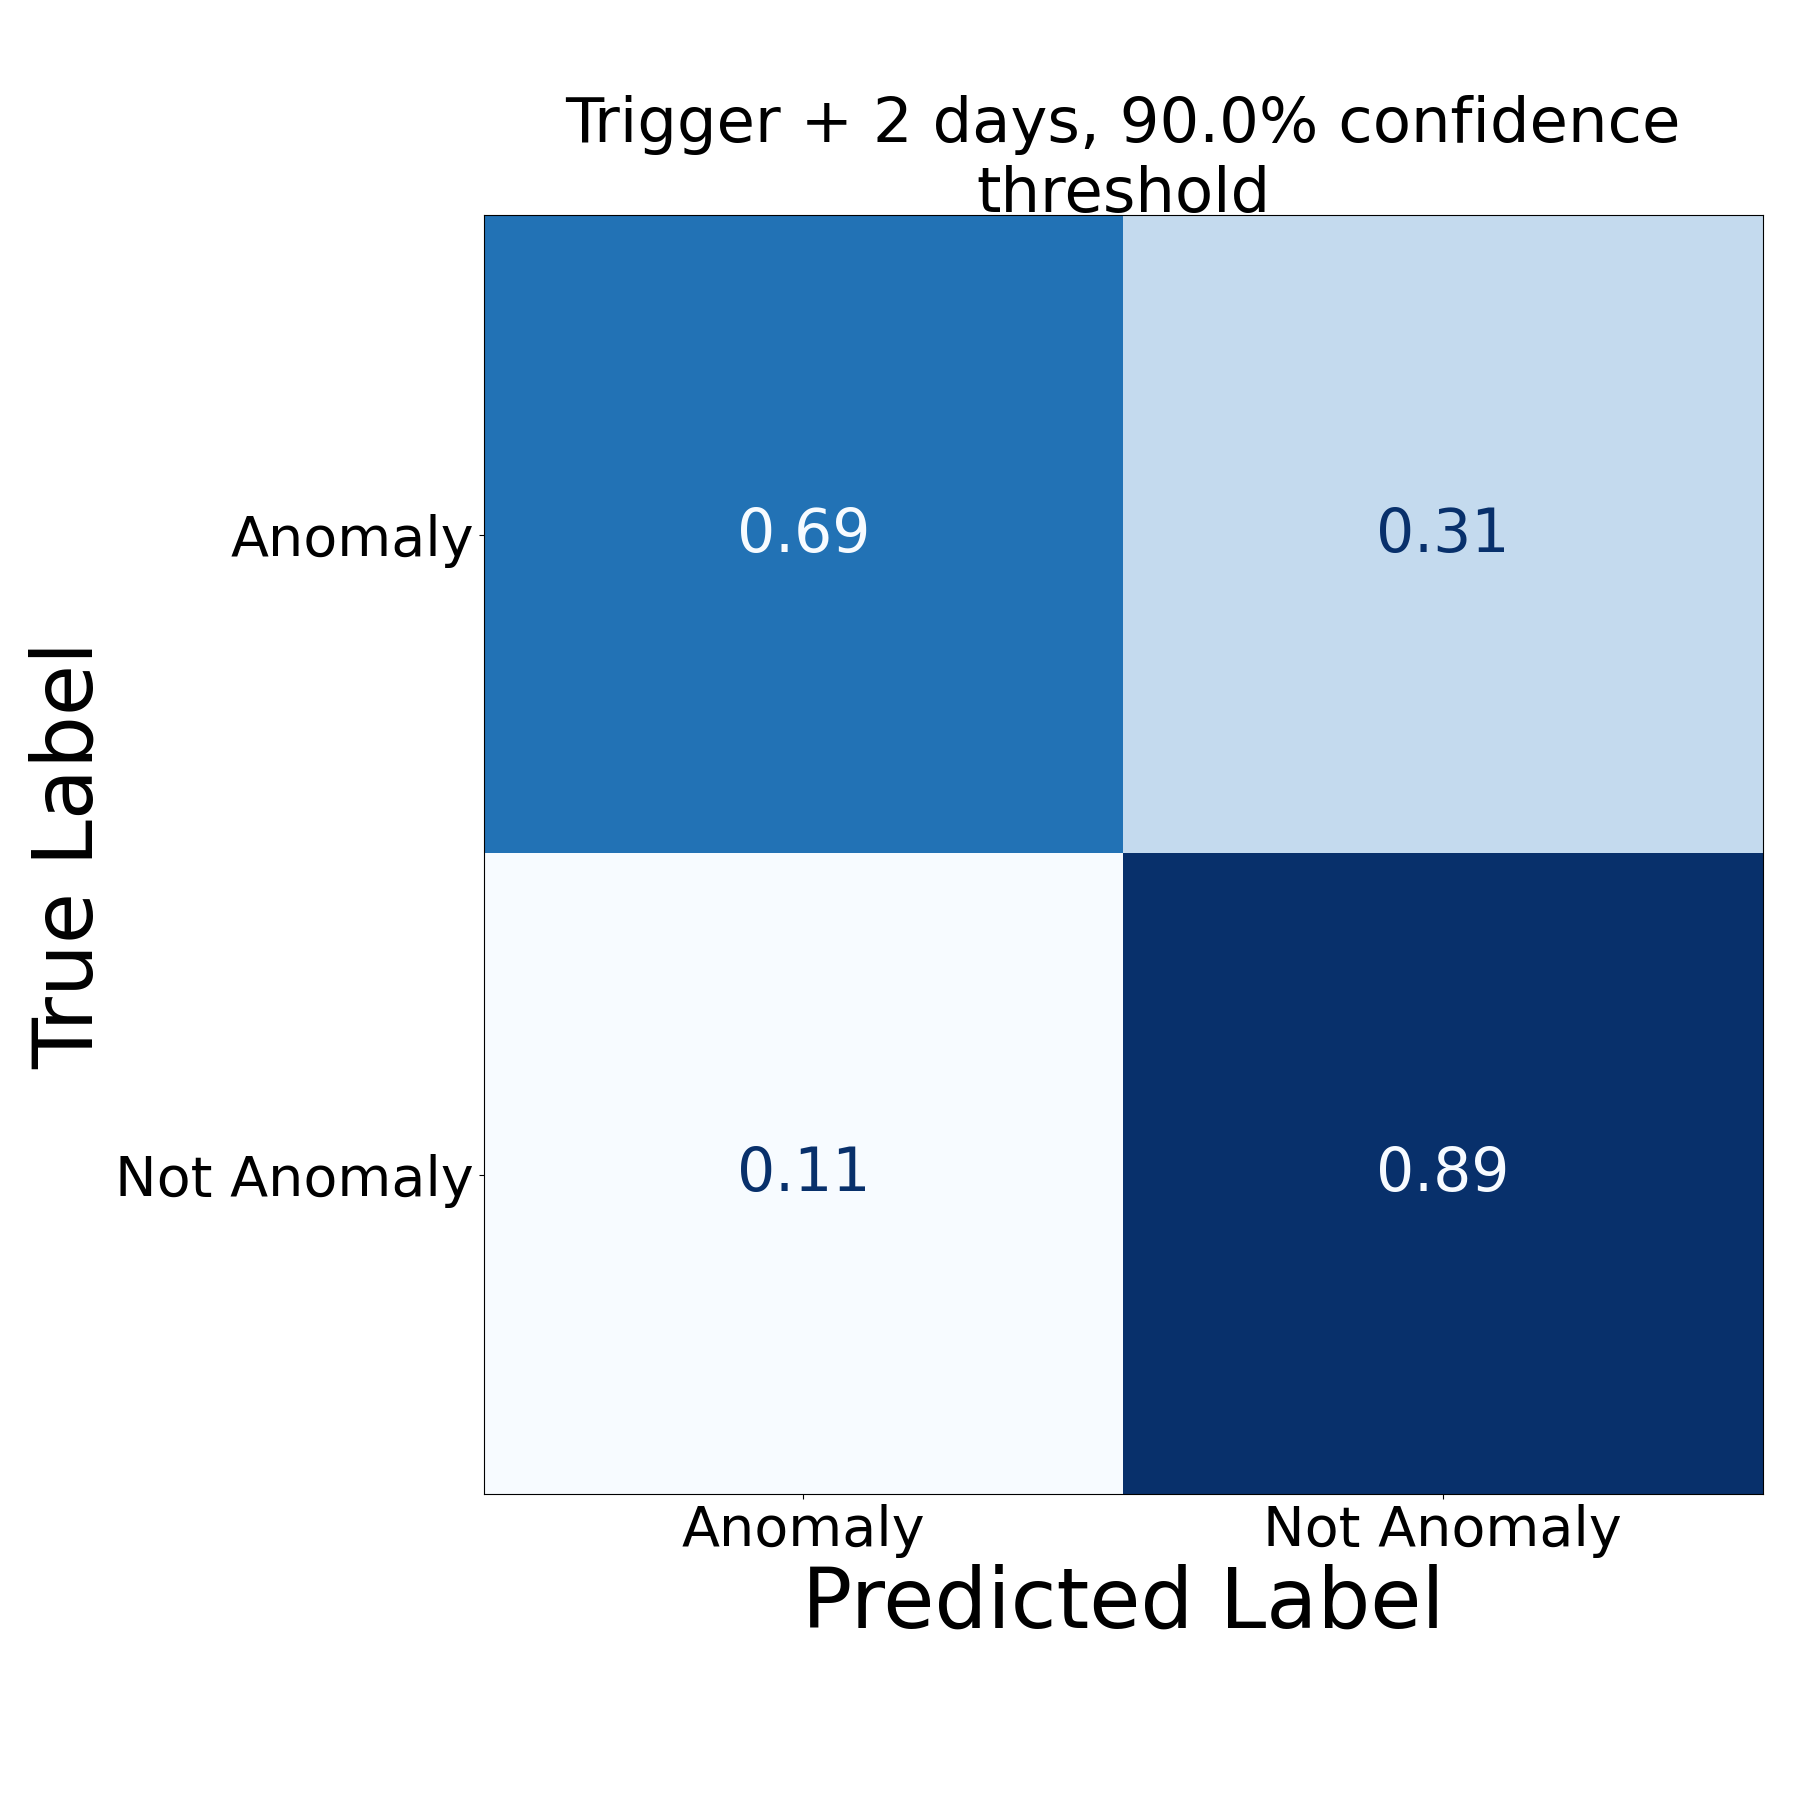 Trigger + 2 days, 90.0% confidence
threshold
True Label
Anomaly
0.69
0.31
Not Anomaly
0.11
0.89
Anomaly
Not Anomaly
Predicted Label